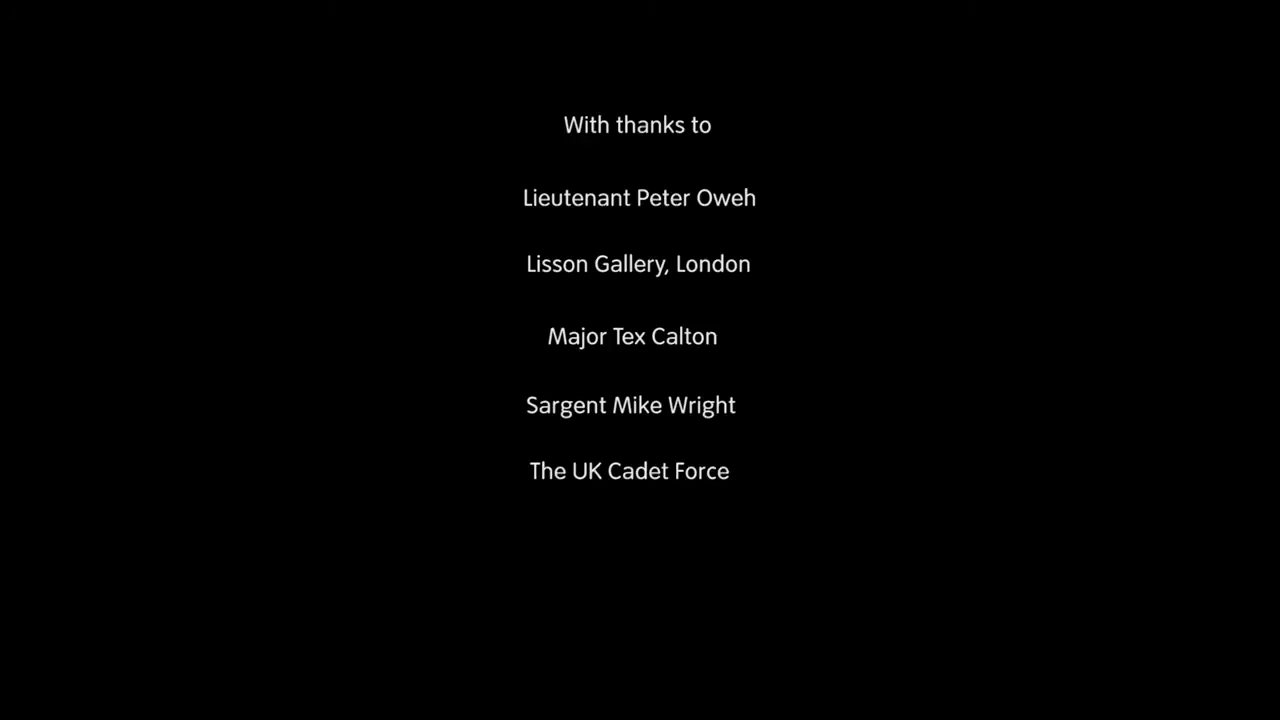 With thanks to
Lieutenant Peter Oweh
Lisson Gallery, London
Major Tex Calton
Sargent Mike Wright
The UK Cadet Force